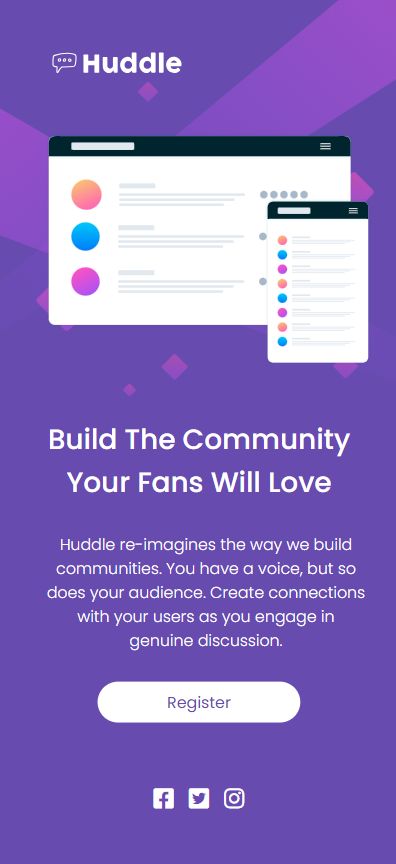 Huddle
Build The Community
Your Fans Will Love
Huddle re-imagines the way we build
communities. You have a voice, but so
does your audience. Create connections
with your users as you engage in
genuine discussion.
Register